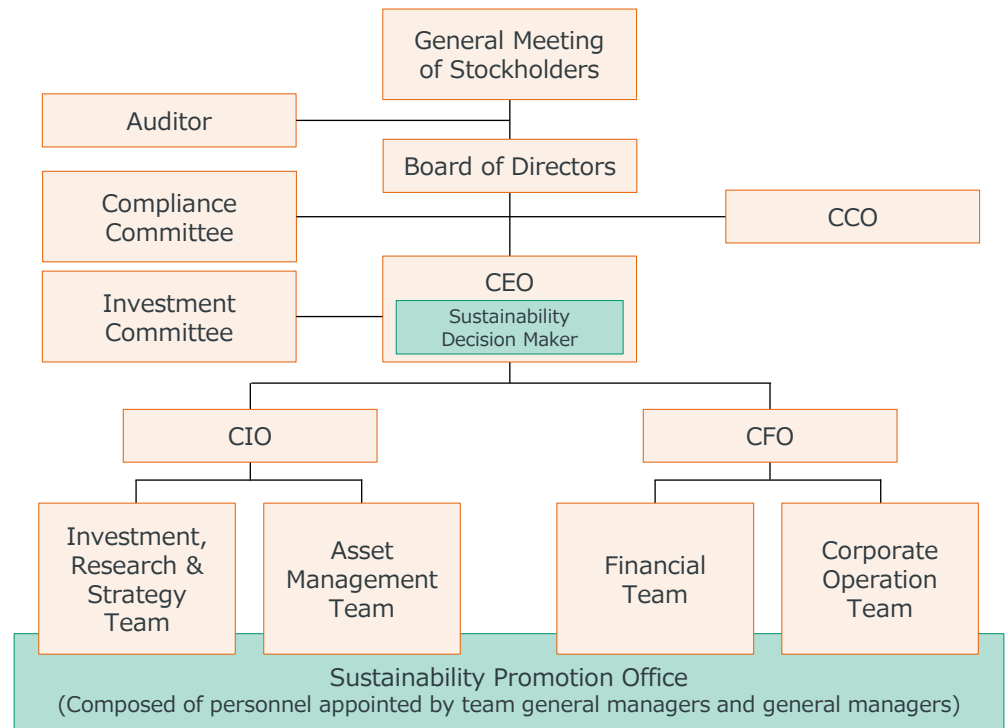 General Meeting
of Stockholders
Auditor
Board of Directors
Compliance
Committee
CCO
CEO
Sustainability
Decision Maker
Investment
Committee
CIO
CFO
Investment,
Research &
Strategy
Team
Asset
Management
Team
Financial
Team
Corporate
Operation
Team
Sustainability Promotion Office
(Composed of personnel appointed by team general managers and general managers)